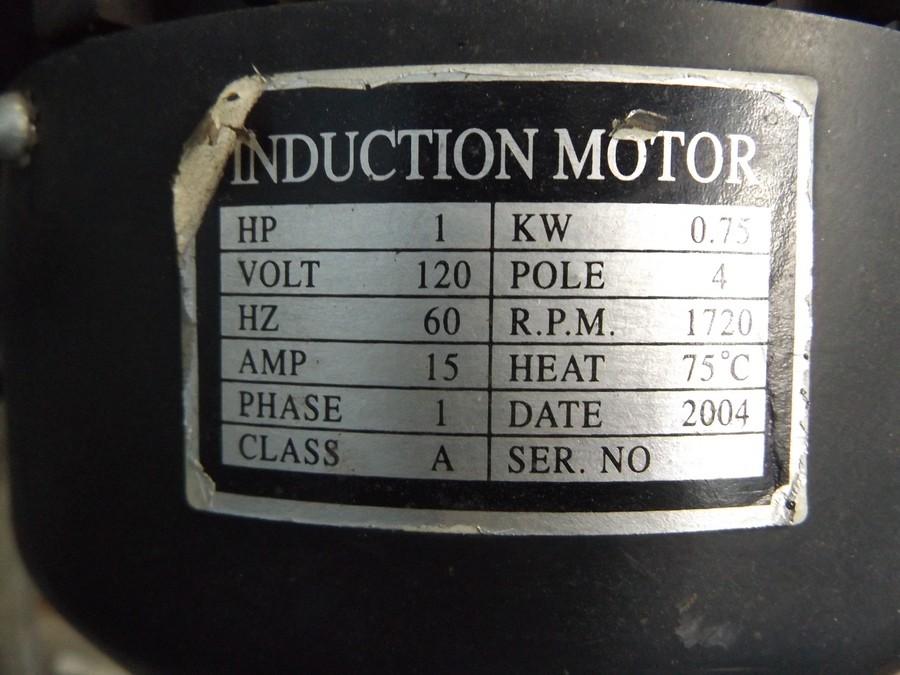 INDUCTION MOTOR
HP 1 KW 0.75
VOLT 120 POLE 4
HZ 60 R.P.M. 1720
AMP 15 HEAT 75°C
PHASE 1 DATE 2004
CLASS A SER. NO